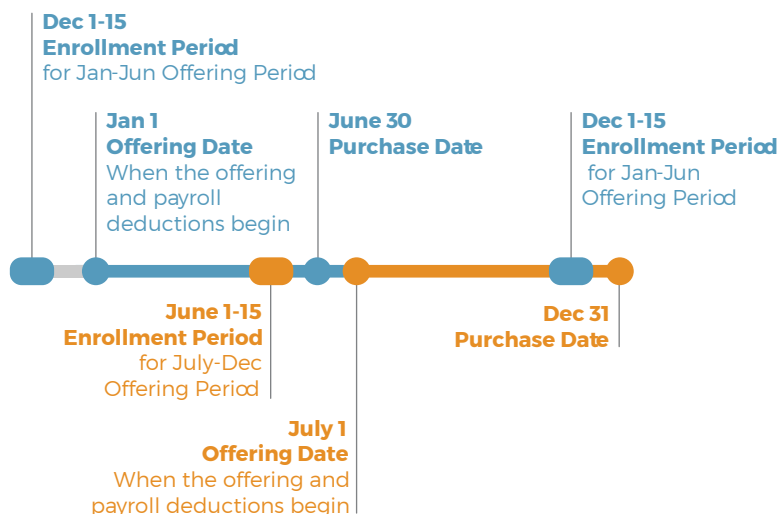 Dec 1-15
Enrollment Period
for Jan-Jun Offering Period
Jan 1
Offering Date
When the offering
and payroll
deductions begin
June 30
Purchase Date
Dec 1-15
Enrollment Period
for Jan-Jun
Offering Period
June 1-15
Enrollment Period
for July-Dec
Offering Period
Dec 31
Purchase Date
July 1
Offering Date
When the offering and
payroll deductions begin